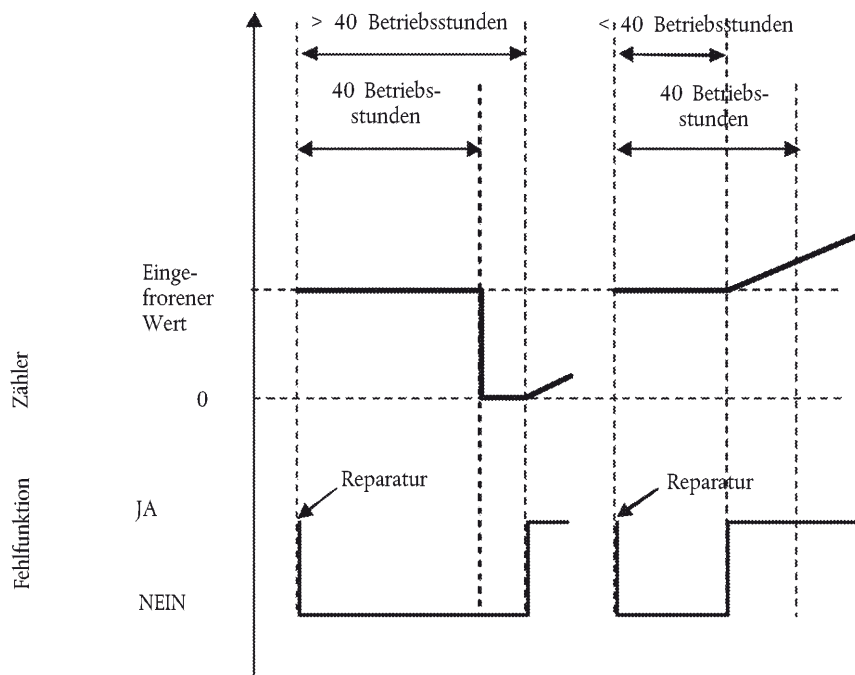 > 40 Betriebsstunden
< 40 Betriebsstunden
40 Betriebs-
stunden
40 Betriebs-
stunden
Einge-
frorener
Wert
Zähler
0
Reparatur
Reparatur
JA
Fehlfunktion
NEIN